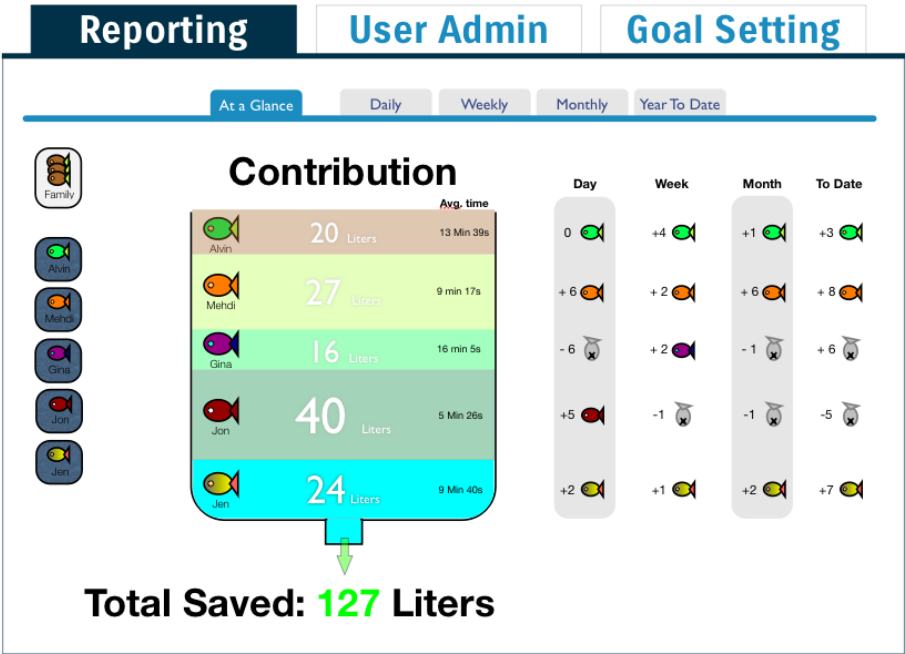 Reporting User Admin Goal Setting
At a Glance Daily Weekly Monthly Year To Date
Family
Alvin
Mehdi
Gina
Jon
Jen
Contribution
Avg. time
20 Liters 13 Min 39s
Alvin
27 Liters 9 min 17s
Mehdi
16 Liters 16 min 5s
Gina
40 Liters 5 Min 26s
Jon
24 Liters 9 Min 40s
Jen
Total Saved: 127 Liters
Day Week Month To Date
0 +4 +1 +3
+ 6 + 2 + 6 + 8
- 6 + 2 - 1 + 6
+5 -1 -1 -5
+2 +1 +2 +7